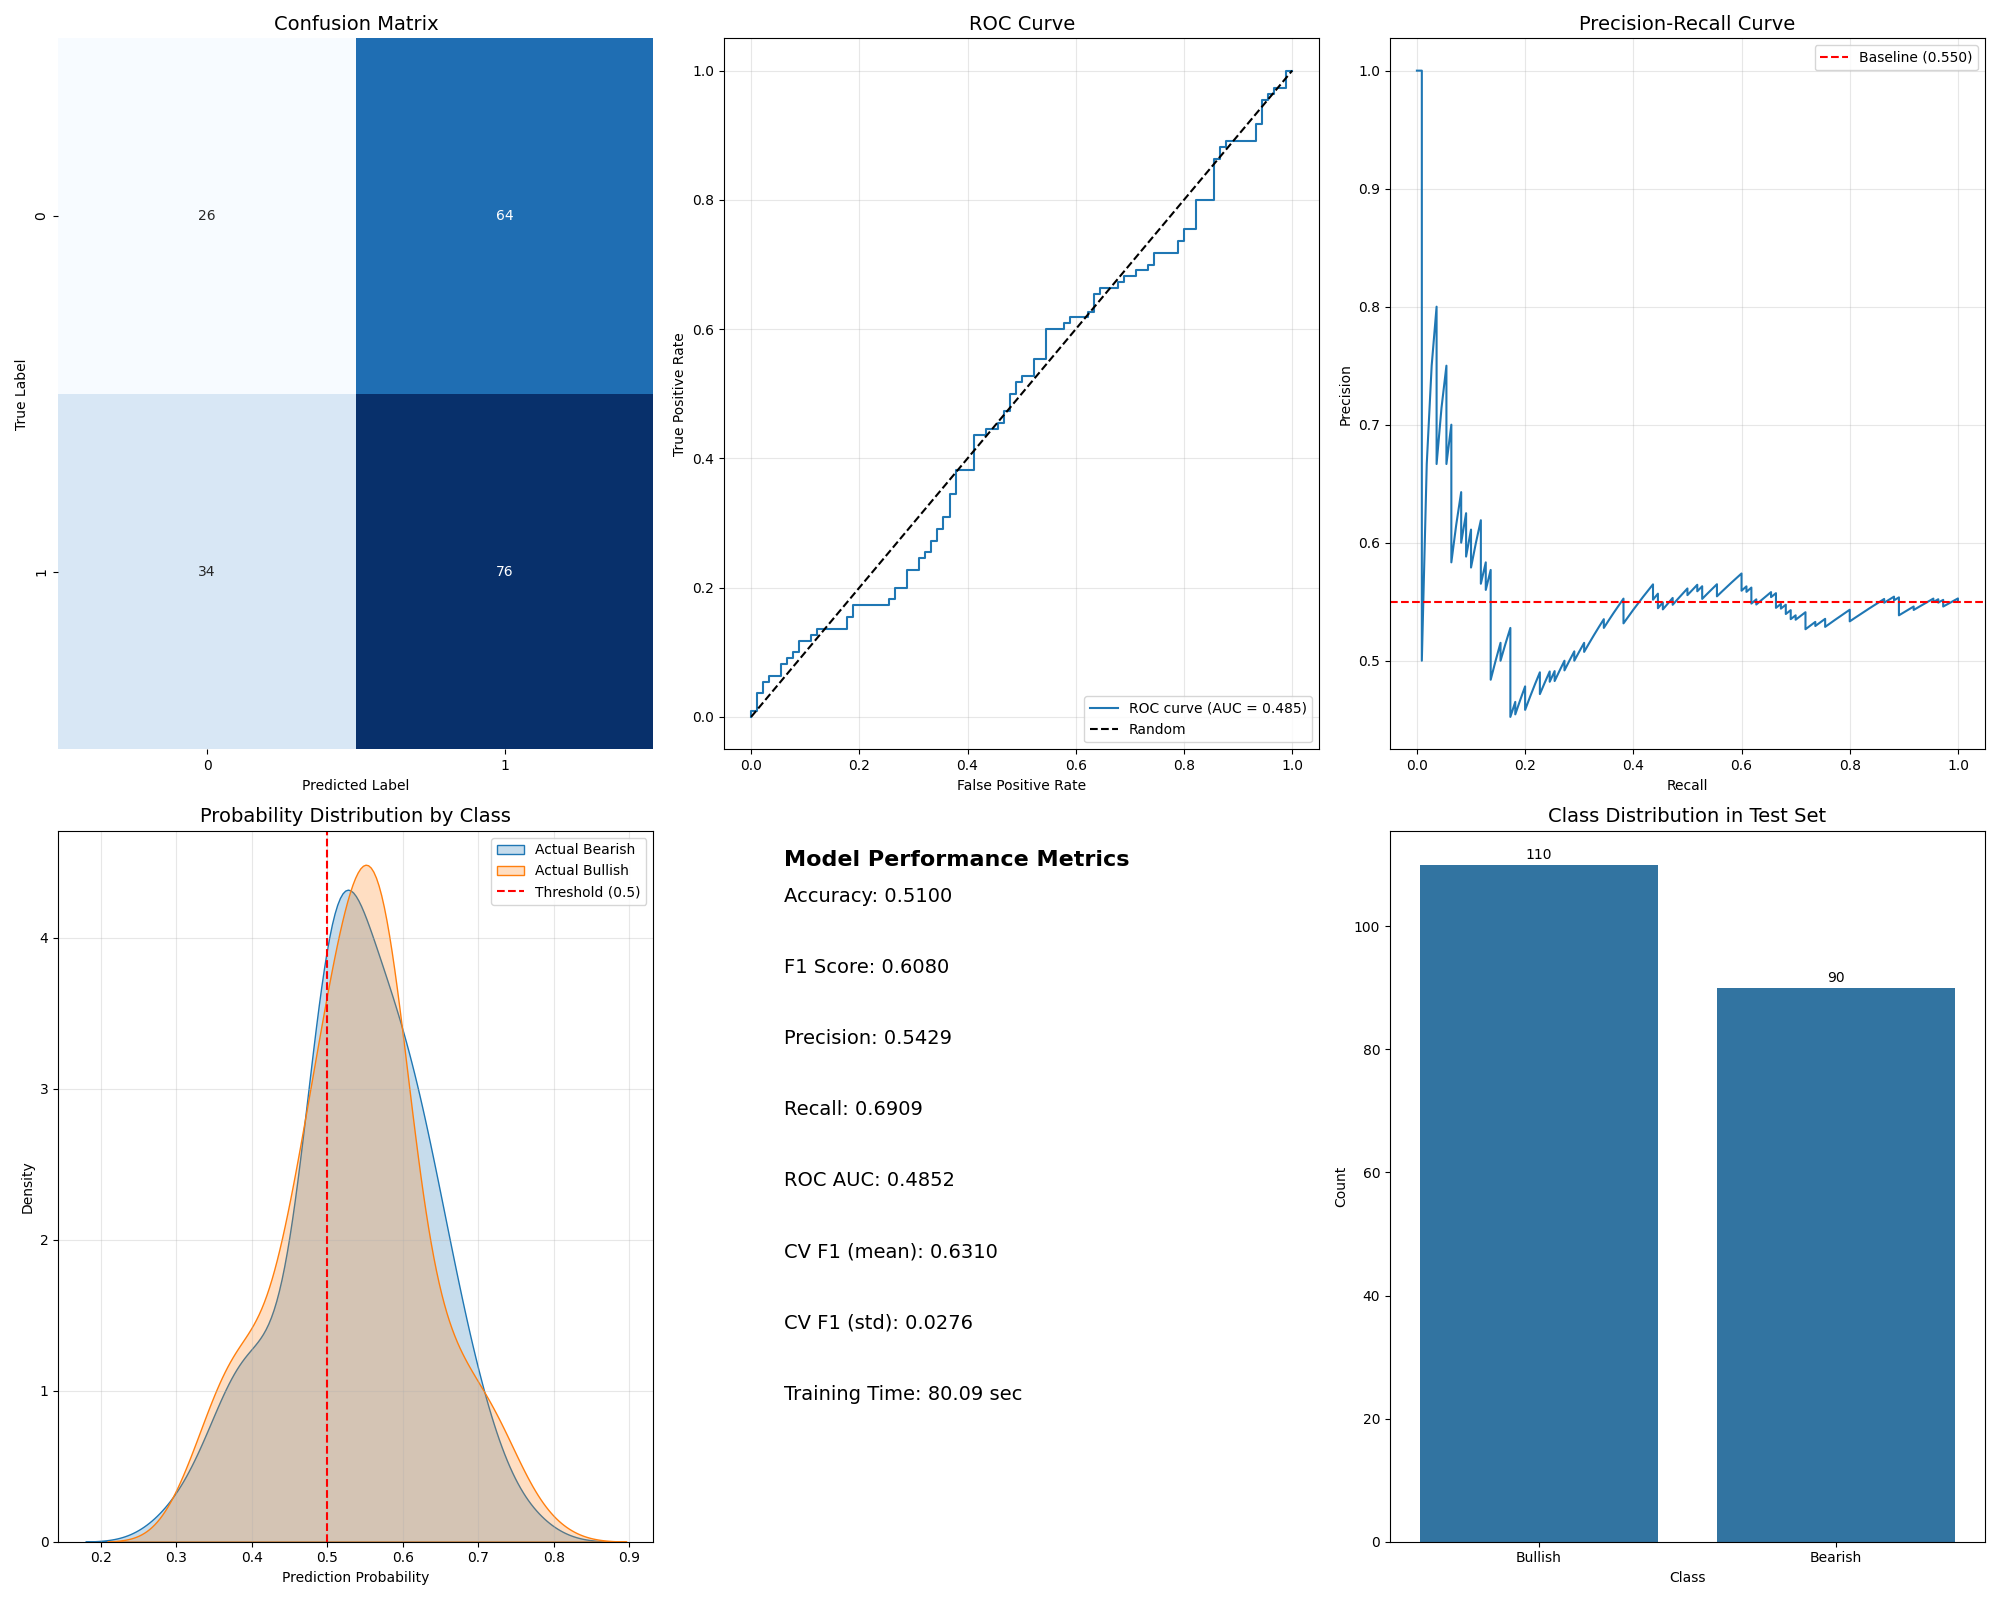 Confusion Matrix
0
1
True Label
26
64
34
76
0
1
Predicted Label
ROC Curve
1.0
0.8
0.6
0.4
0.2
0.0
True Positive Rate
ROC curve (AUC = 0.485)
Random
0.0
0.2
0.4
0.6
0.8
1.0
False Positive Rate
Precision-Recall Curve
Baseline (0.550)
1.0
0.9
0.8
0.7
0.6
0.5
Precision
0.0
0.2
0.4
0.6
0.8
1.0
Recall
Probability Distribution by Class
Actual Bearish
Actual Bullish
Threshold (0.5)
4
3
2
1
0
Density
0.2
0.3
0.4
0.5
0.6
0.7
0.8
0.9
Prediction Probability
Model Performance Metrics
Accuracy: 0.5100
F1 Score: 0.6080
Precision: 0.5429
Recall: 0.6909
ROC AUC: 0.4852
CV F1 (mean): 0.6310
CV F1 (std): 0.0276
Training Time: 80.09 sec
Class Distribution in Test Set
110
90
100
80
60
40
20
0
Count
Bullish
Bearish
Class